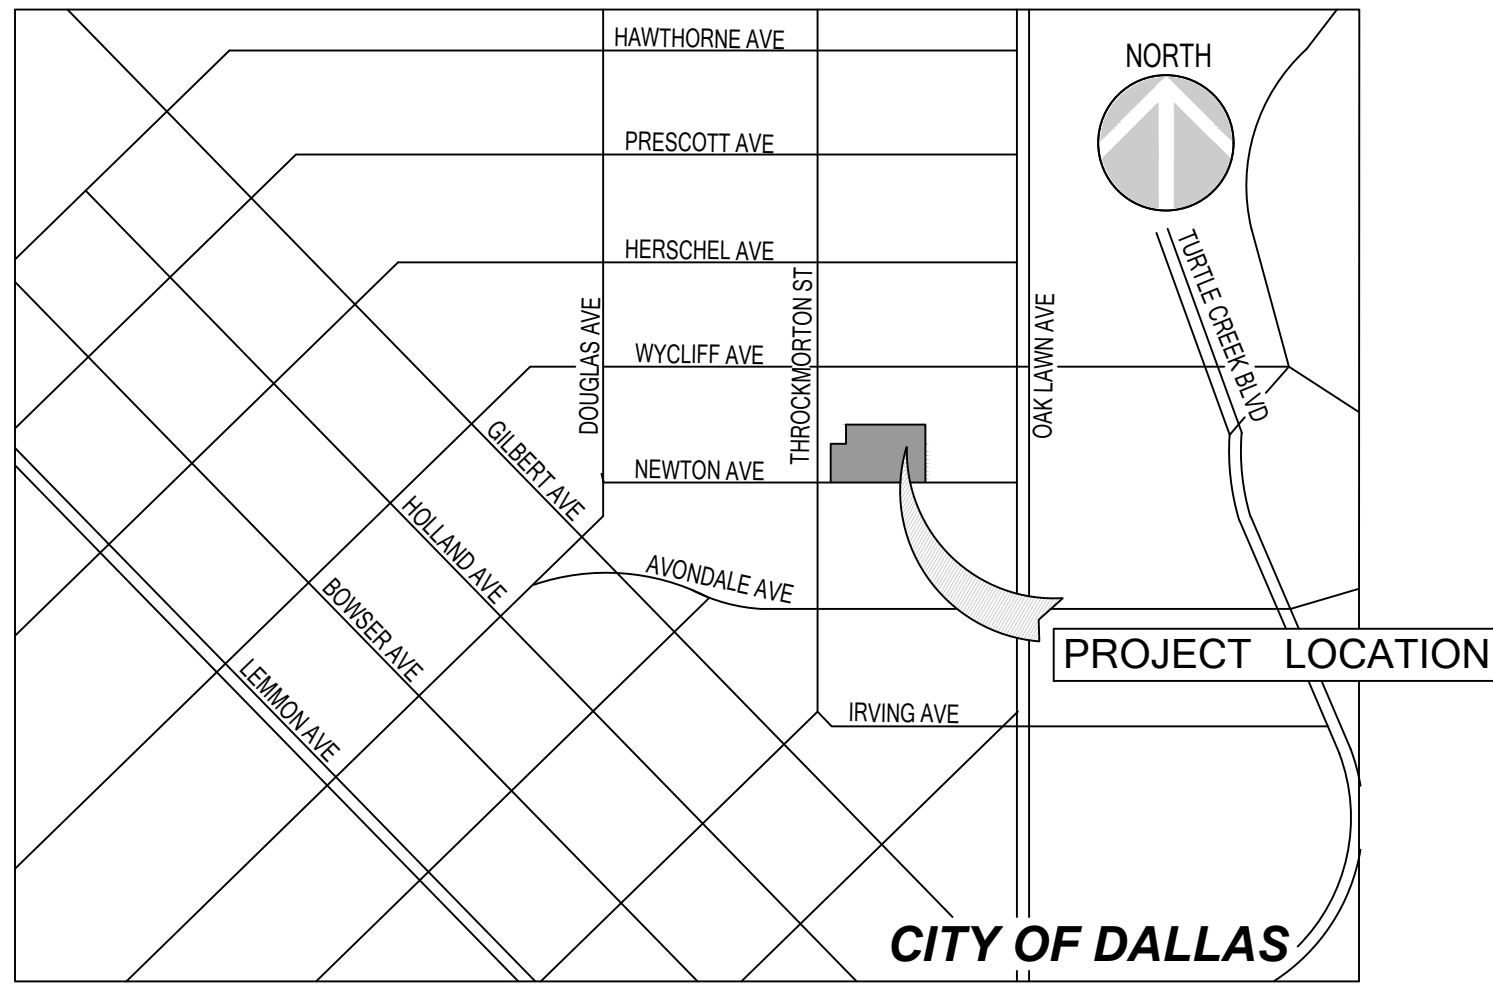 HAWTHORNE AVE
NORTH
PRESCOTT AVE
HERSCHEL AVE
TURTLE CREEK BLVD
DOUGLAS AVE
THROCKMORTON ST
OAK LAWN AVE
WYCLIFF AVE
GILBERT AVE
NEWTON AVE
HOLLAND AVE
AVONDALE AVE
BOWSER AVE
PROJECT LOCATION
LEMMON AVE
IRVING AVE
CITY OF DALLAS